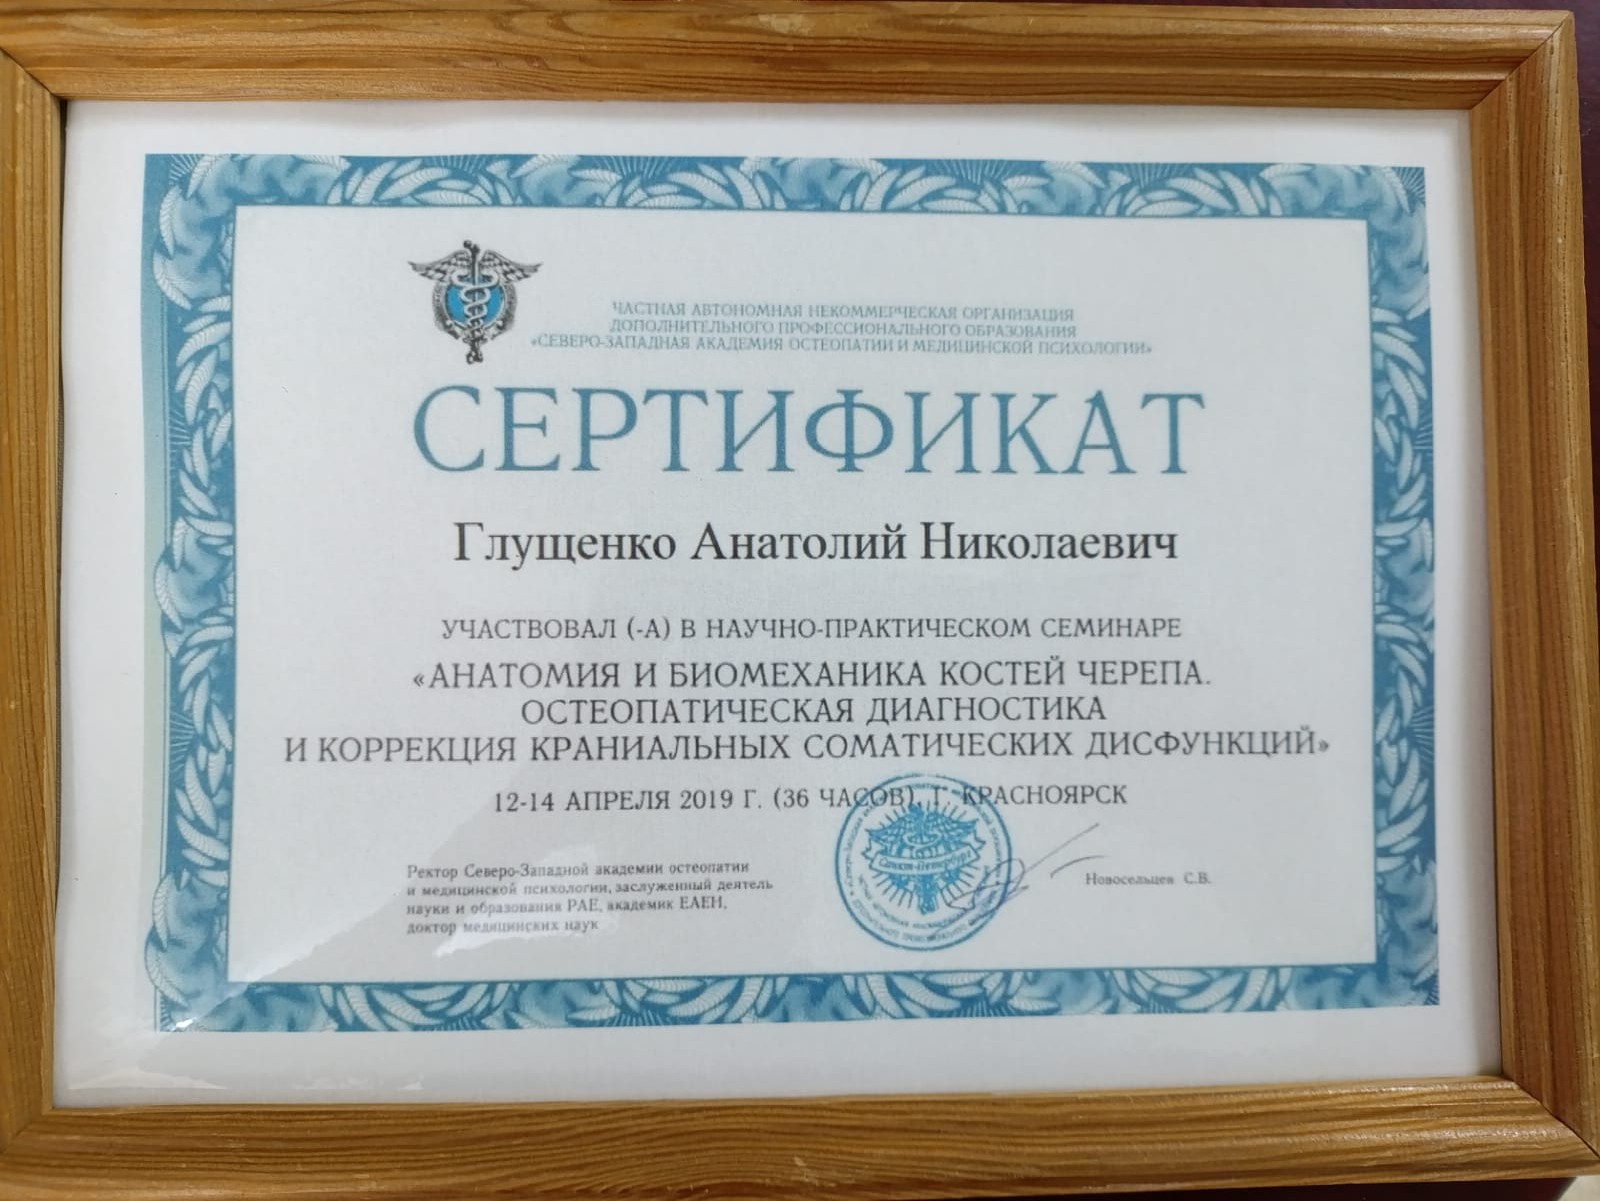 ЧАСТНАЯ АВТОНОМНАЯ НЕКОММЕРЧЕСКАЯ ОРГАНИЗАЦИЯ
ДОПОЛНИТЕЛЬНОГО ПРОФЕССИОНАЛЬНОГО ОБРАЗОВАНИЯ
«СЕВЕРО-ЗАПАДНАЯ АКАДЕМИЯ ОСТЕОПАТИИ И МЕДИЦИНСКОЙ ПСИХОЛОГИИ»
СЕРТИФИКАТ
Глущенко Анатолий Николаевич
УЧАСТВОВАЛ (-А) В НАУЧНО-ПРАКТИЧЕСКОМ СЕМИНАРЕ
«АНАТОМИЯ И БИОМЕХАНИКА КОСТЕЙ ЧЕРЕПА.
ОСТЕОПАТИЧЕСКАЯ ДИАГНОСТИКА
И КОРРЕКЦИЯ КРАНИАЛЬНЫХ СОМАТИЧЕСКИХ ДИСФУНКЦИЙ»
12-14 АПРЕЛЯ 2019 Г. (36 ЧАСОВ), Г. КРАСНОЯРСК
Ректор Северо-Западной академии остеопатии
и медицинской психологии, заслуженный деятель
науки и образования РАЕ, академик ЕАЕН,
доктор медицинских наук
Санкт-Петербург
Новосельцев С.В.